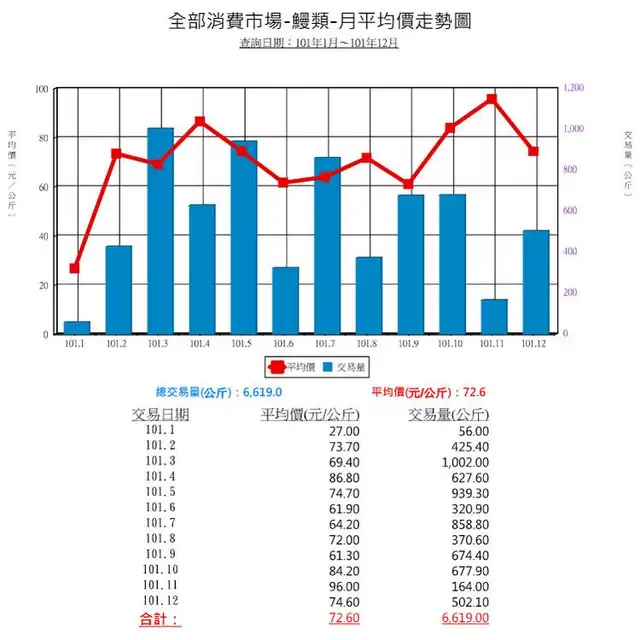 全部消費市場-鰻類-月平均價走勢圖
查詢日期：101年1月～101年12月
平均價（元／公斤）
交易量（公斤）
100
80
60
40
20
0
1,200
1,000
800
600
400
200
0
101.1 101.2 101.3 101.4 101.5 101.6 101.7 101.8 101.9 101.10 101.11 101.12
平均價 交易量
總交易量(公斤)：6,619.0 平均價(元/公斤)：72.6
交易日期 平均價(元/公斤) 交易量(公斤)
101.1 27.00 56.00
101.2 73.70 425.40
101.3 69.40 1,002.00
101.4 86.80 627.60
101.5 74.70 939.30
101.6 61.90 320.90
101.7 64.20 858.80
101.8 72.00 370.60
101.9 61.30 674.40
101.10 84.20 677.90
101.11 96.00 164.00
101.12 74.60 502.10
合計： 72.60 6,619.00